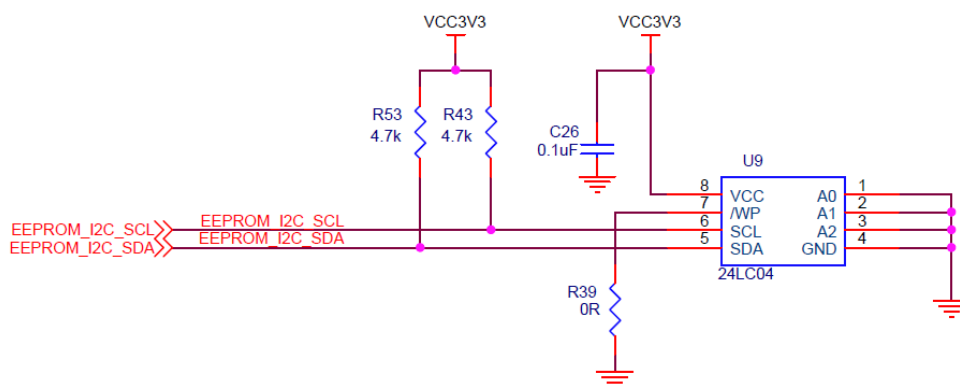 VCC3V3
VCC3V3
R53
4.7k
R43
4.7k
C26
0.1uF
U9
8 VCC A0 1
7 /WP A1 2
6 SCL A2 3
5 SDA GND 4
24LC04
EEPROM_I2C_SCL EEPROM_I2C_SCL
EEPROM_I2C_SDA EEPROM_I2C_SDA
R39
0R